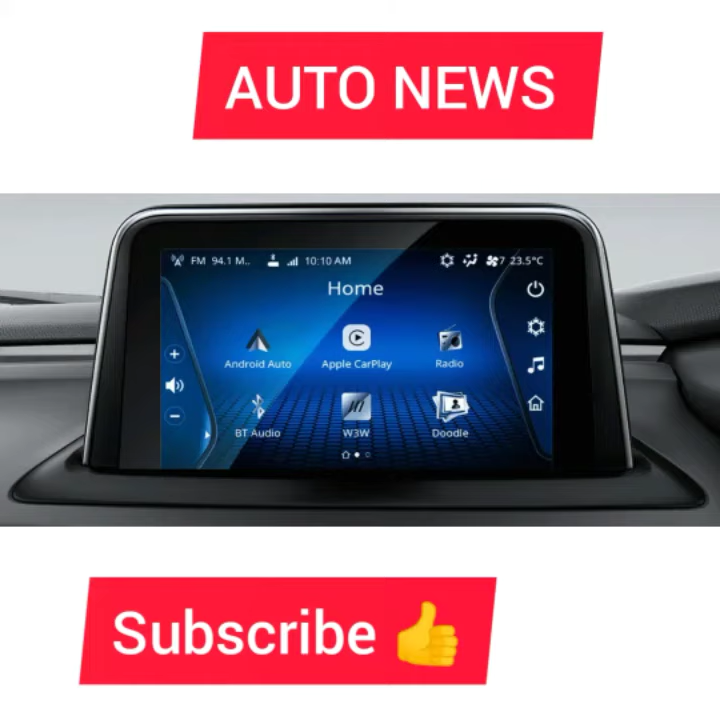 AUTO NEWS
FM 94.1 M.. 10:10 AM 7 23.5°C
Home
Android Auto Apple CarPlay Radio
BT Audio W3W Doodle
Subscribe 👍